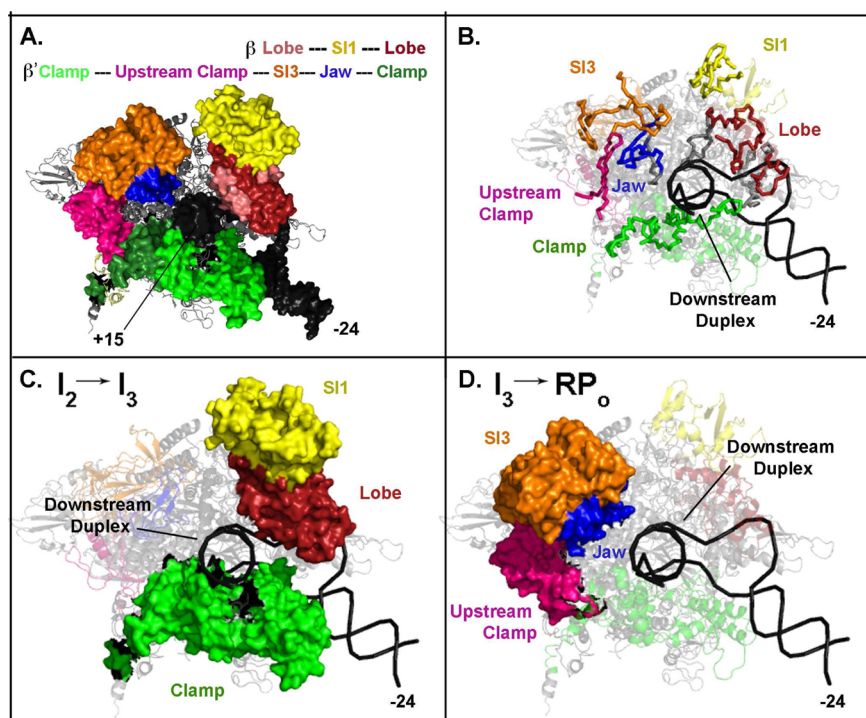 A.
β Lobe --- SI1 --- Lobe
β'Clamp --- Upstream Clamp --- SI3 --- Jaw --- Clamp
+15
-24
B.
SI1
SI3
Lobe
Upstream
Clamp
Jaw
Clamp
Downstream
Duplex
-24
C. I₂ → I₃
SI1
Lobe
Downstream
Duplex
Clamp
-24
D. I₃ → RPₒ
SI3
Downstream
Duplex
Jaw
Upstream
Clamp
-24